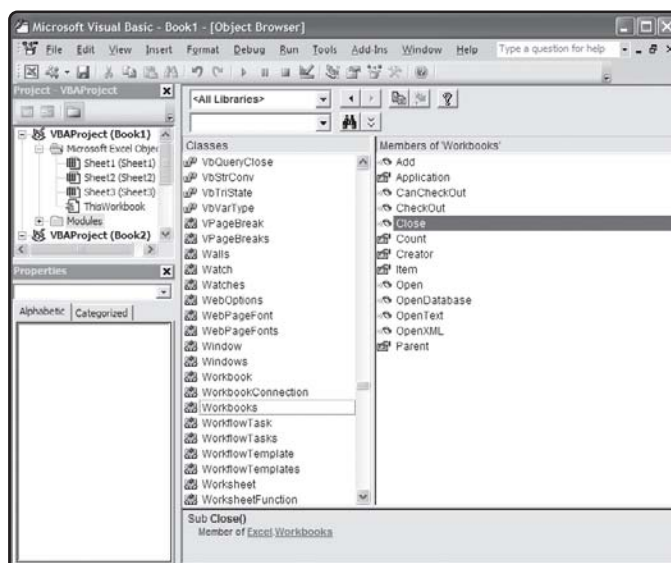 Microsoft Visual Basic - Book1 - [Object Browser]
File Edit View Insert Format Debug Run Tools Add-Ins Window Help
Type a question for help
Project - VBAProject
VBAProject (Book1)
Microsoft Excel Objec
Sheet1 (Sheet1)
Sheet2 (Sheet2)
Sheet3 (Sheet3)
ThisWorkbook
Modules
VBAProject (Book2)
Properties
Alphabetic Categorized
<All Libraries>
Classes
VbQueryClose
VbStrConv
VbTriState
VbVarType
VPageBreak
VPageBreaks
Walls
Watch
Watches
WebOptions
WebPageFont
WebPageFonts
Window
Windows
Workbook
WorkbookConnection
Workbooks
WorkflowTask
WorkflowTasks
WorkflowTemplate
WorkflowTemplates
Worksheet
WorksheetFunction
Members of 'Workbooks'
Add
Application
CanCheckOut
CheckOut
Close
Count
Creator
Item
Open
OpenDatabase
OpenText
OpenXML
Parent
Sub Close()
Member of Excel.Workbooks